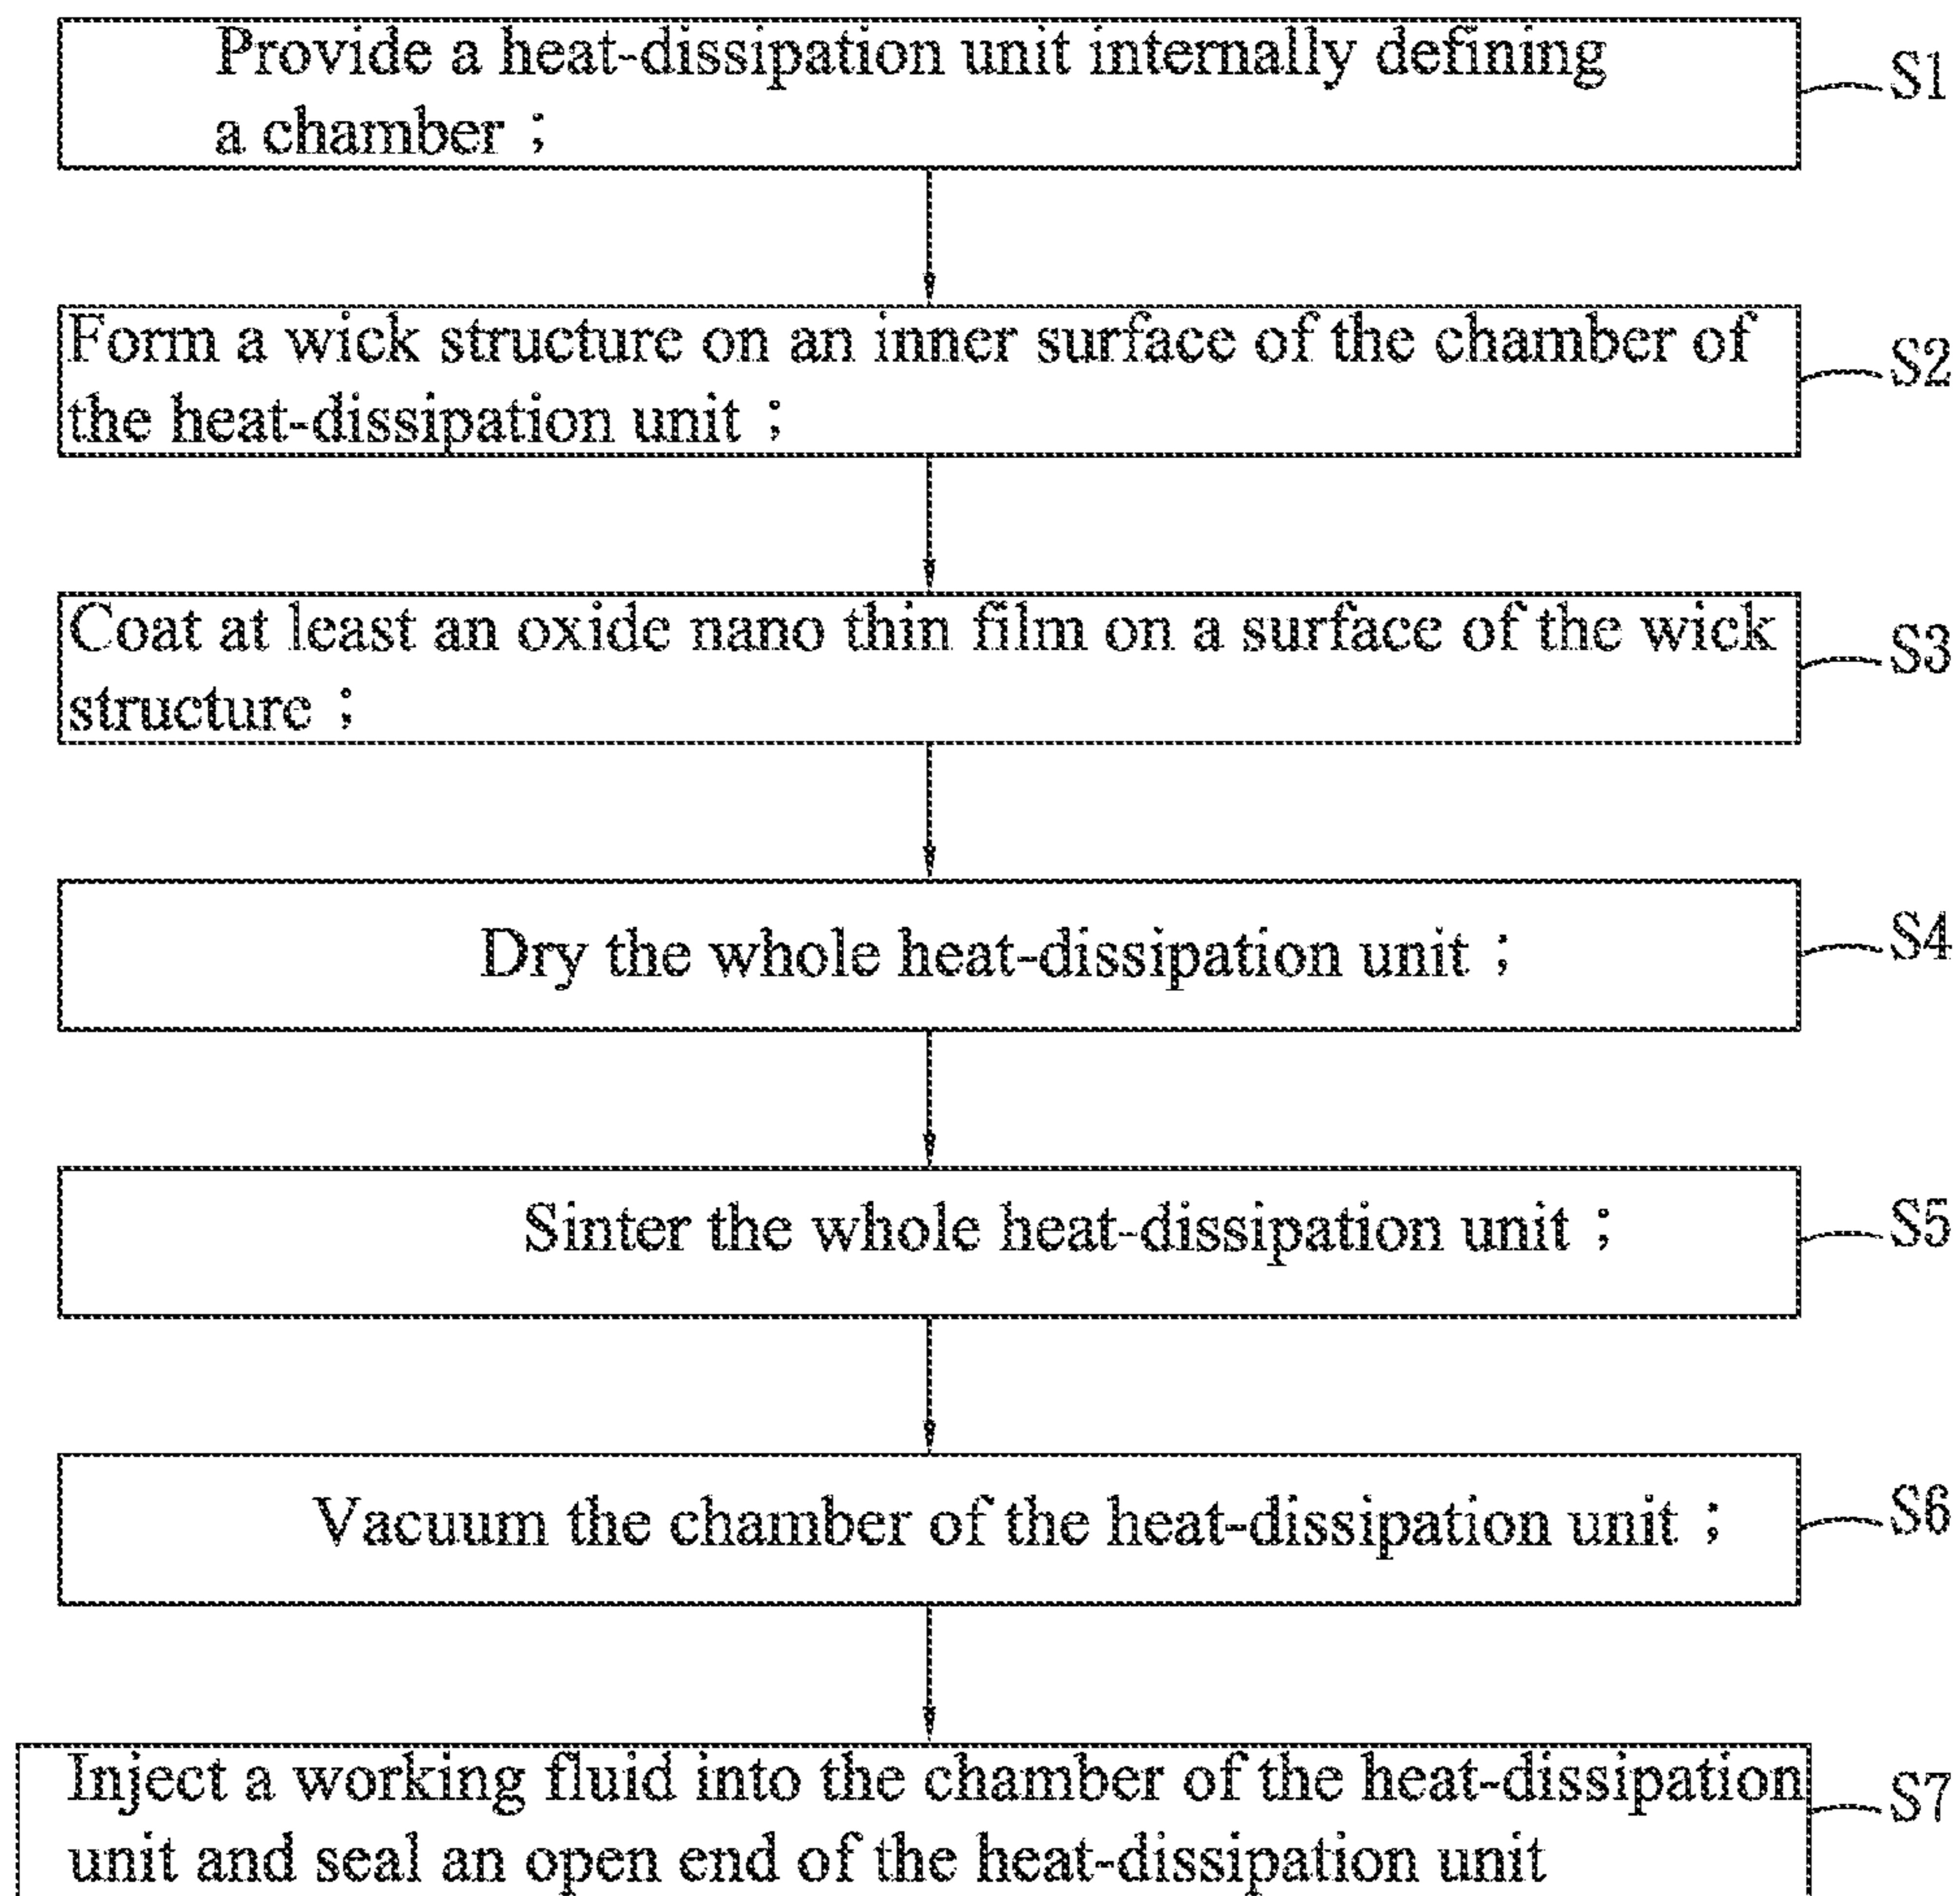 Provide a heat-dissipation unit internally defining
a chamber ;
S1
Form a wick structure on an inner surface of the chamber of
the heat-dissipation unit ;
S2
Coat at least an oxide nano thin film on a surface of the wick
structure ;
S3
Dry the whole heat-dissipation unit ;
S4
Sinter the whole heat-dissipation unit ;
S5
Vacuum the chamber of the heat-dissipation unit ;
S6
Inject a working fluid into the chamber of the heat-dissipation
unit and seal an open end of the heat-dissipation unit
S7